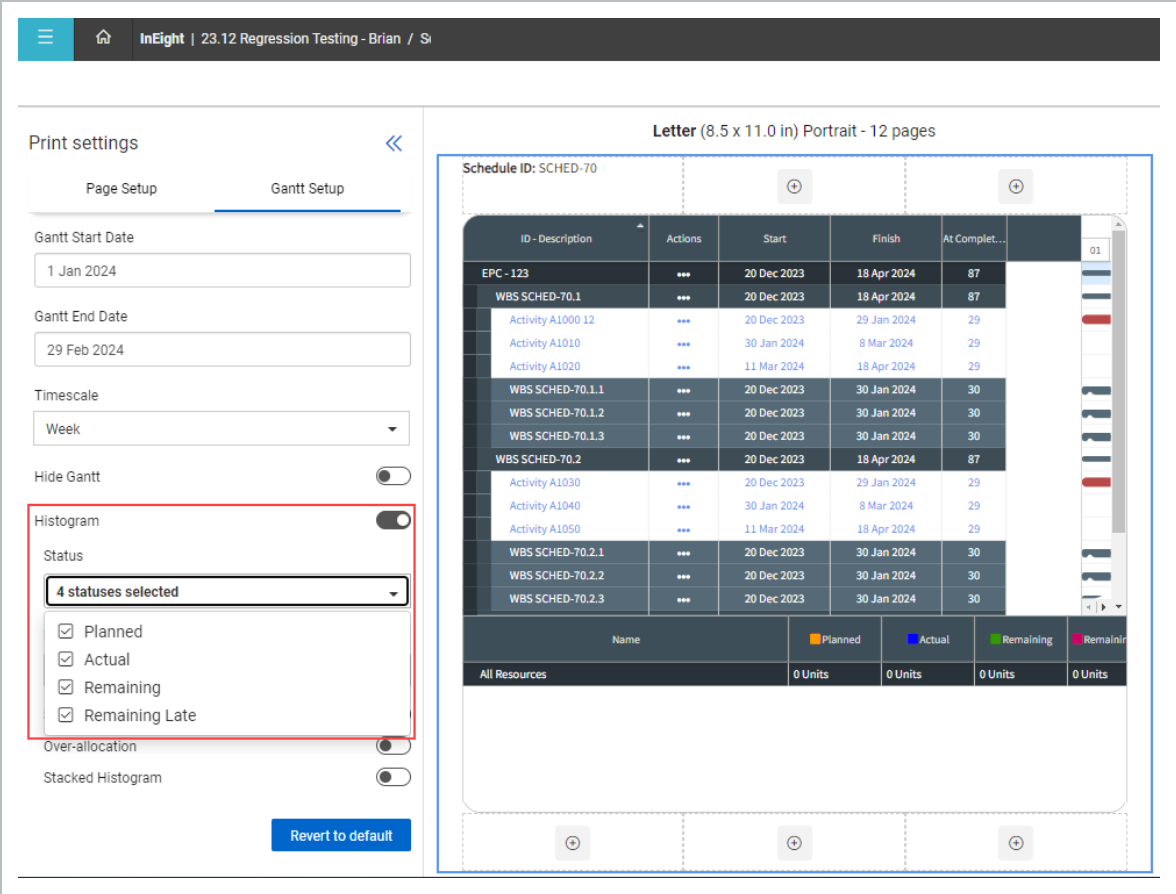 InEight | 23.12 Regression Testing - Brian /
Print settings
Page Setup Gantt Setup
Gantt Start Date
1 Jan 2024
Gantt End Date
29 Feb 2024
Timescale
Week
Hide Gantt
Histogram
Status
4 statuses selected
Planned
Actual
Remaining
Remaining Late
Over-allocation
Stacked Histogram
Revert to default
Letter (8.5 x 11.0 in) Portrait - 12 pages
Schedule ID: SCHED-70
ID - Description Actions Start Finish At Complet... 01
EPC - 123 ••• 20 Dec 2023 18 Apr 2024 87
WBS SCHED-70.1 ••• 20 Dec 2023 18 Apr 2024 87
Activity A1000 12 ••• 20 Dec 2023 29 Jan 2024 29
Activity A1010 ••• 30 Jan 2024 8 Mar 2024 29
Activity A1020 ••• 11 Mar 2024 18 Apr 2024 29
WBS SCHED-70.1.1 ••• 20 Dec 2023 30 Jan 2024 30
WBS SCHED-70.1.2 ••• 20 Dec 2023 30 Jan 2024 30
WBS SCHED-70.1.3 ••• 20 Dec 2023 30 Jan 2024 30
WBS SCHED-70.2 ••• 20 Dec 2023 18 Apr 2024 87
Activity A1030 ••• 20 Dec 2023 29 Jan 2024 29
Activity A1040 ••• 30 Jan 2024 8 Mar 2024 29
Activity A1050 ••• 11 Mar 2024 18 Apr 2024 29
WBS SCHED-70.2.1 ••• 20 Dec 2023 30 Jan 2024 30
WBS SCHED-70.2.2 ••• 20 Dec 2023 30 Jan 2024 30
WBS SCHED-70.2.3 ••• 20 Dec 2023 30 Jan 2024 30
Name Planned Actual Remaining Remainin
All Resources 0 Units 0 Units 0 Units 0 Units